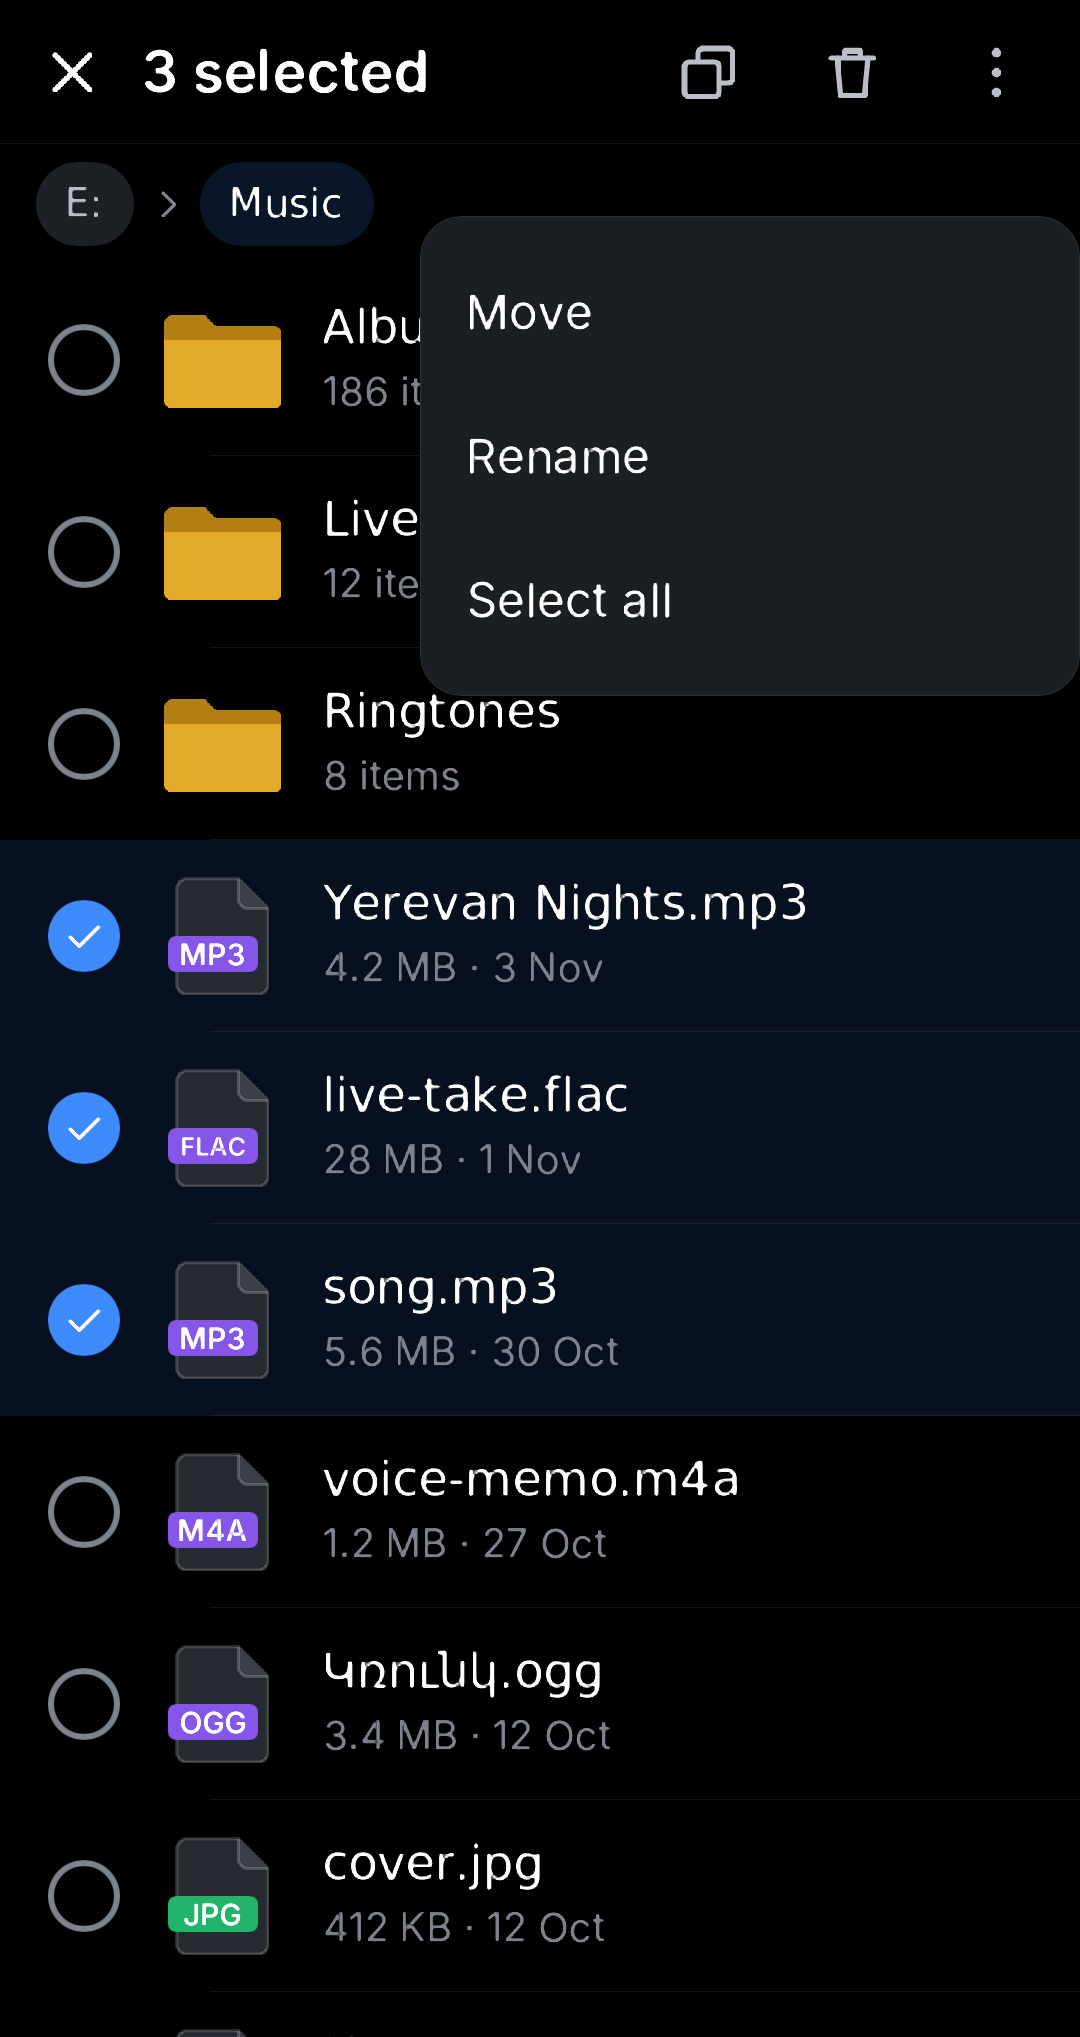 3 selected
E:
Music
Move
Rename
Select all
186
Live
12
Ringtones
8 items
Yerevan Nights.mp3
MP3
4.2 MB · 3 Nov
live-take.flac
FLAC
28 MB · 1 Nov
song.mp3
MP3
5.6 MB · 30 Oct
voice-memo.m4a
M4A
1.2 MB · 27 Oct
Կռունկ.ogg
OGG
3.4 MB · 12 Oct
cover.jpg
JPG
412 KB · 12 Oct